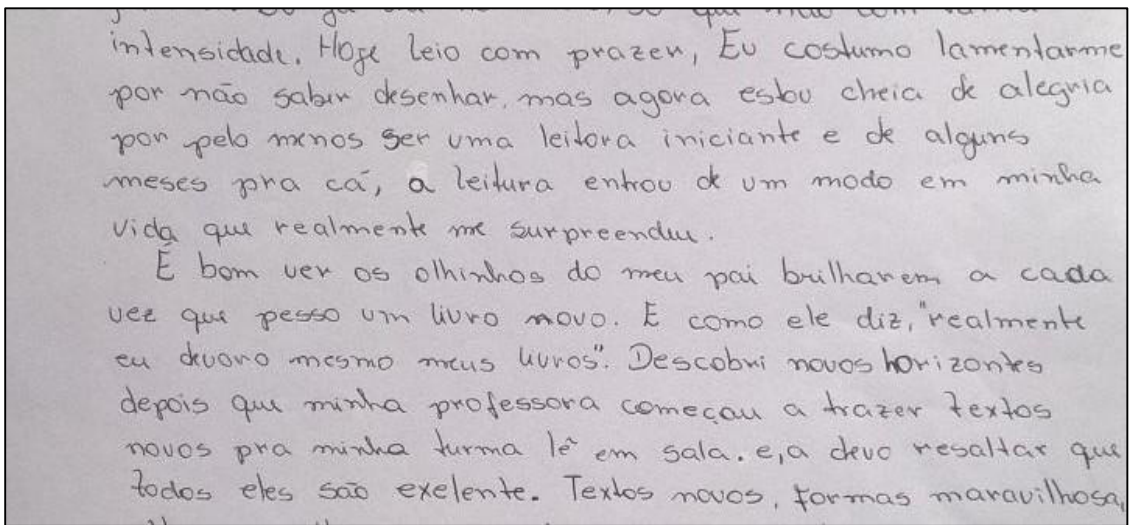 intensidade. Hoje leio com prazer, Eu costumo lamentarme
por não saber desenhar, mas agora estou cheia de alegria
por pelo menos ser uma leitora iniciante e de alguns
meses pra cá, a leitura entrou de um modo em minha
vida que realmente me surpreendeu.
É bom ver os olhinhos do meu pai brilharem a cada
vez que pesso um livro novo. E como ele diz, "realmente
eu devoro mesmo meus livros". Descobri novos horizontes
depois que minha professora começou a trazer textos
novos pra minha turma lê em sala. e, a devo resaltar que
todos eles são exelente. Textos novos, formas maravilhosa,